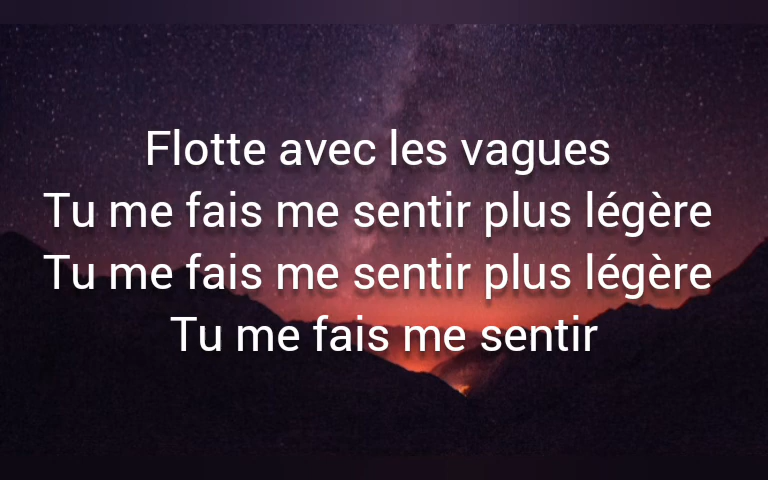 Flotte avec les vagues
Tu me fais me sentir plus légère
Tu me fais me sentir plus légère
Tu me fais me sentir